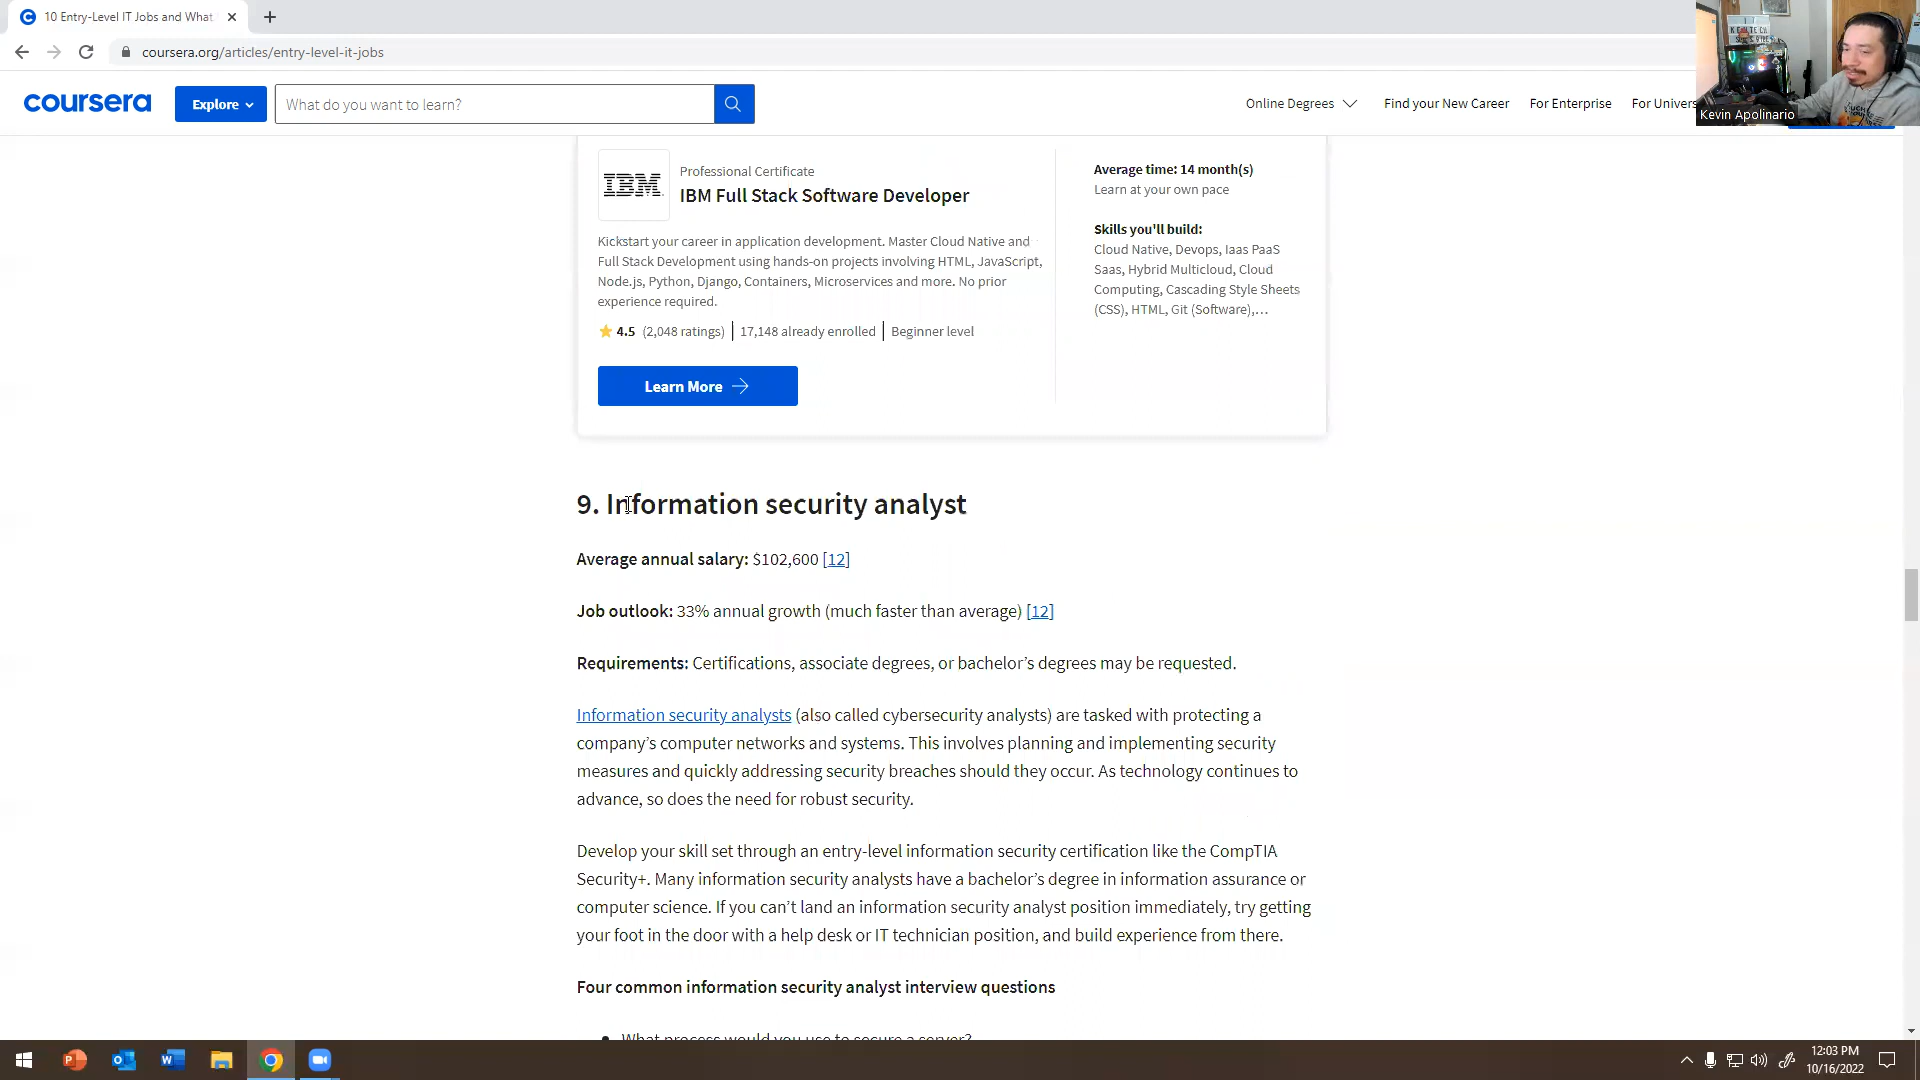 10 Entry-Level IT Jobs and What
coursera.org/articles/entry-level-it-jobs
coursera
Explore
What do you want to learn?
Online Degrees
Find your New Career
For Enterprise
For Univers
Kevin Apolinario
IBM
Professional Certificate
IBM Full Stack Software Developer
Kickstart your career in application development. Master Cloud Native and
Full Stack Development using hands-on projects involving HTML, JavaScript,
Node.js, Python, Django, Containers, Microservices and more. No prior
experience required.
4.5 (2,048 ratings) 17,148 already enrolled Beginner level
Learn More
Average time: 14 month(s)
Learn at your own pace
Skills you'll build:
Cloud Native, Devops, Iaas PaaS
Saas, Hybrid Multicloud, Cloud
Computing, Cascading Style Sheets
(CSS), HTML, Git (Software),...
9. Information security analyst
Average annual salary: $102,600 [12]
Job outlook: 33% annual growth (much faster than average) [12]
Requirements: Certifications, associate degrees, or bachelor's degrees may be requested.
Information security analysts (also called cybersecurity analysts) are tasked with protecting a
company's computer networks and systems. This involves planning and implementing security
measures and quickly addressing security breaches should they occur. As technology continues to
advance, so does the need for robust security.
Develop your skill set through an entry-level information security certification like the CompTIA
Security+. Many information security analysts have a bachelor's degree in information assurance or
computer science. If you can't land an information security analyst position immediately, try getting
your foot in the door with a help desk or IT technician position, and build experience from there.
Four common information security analyst interview questions
What process would you use to secure a server?
12:03 PM
10/16/2022